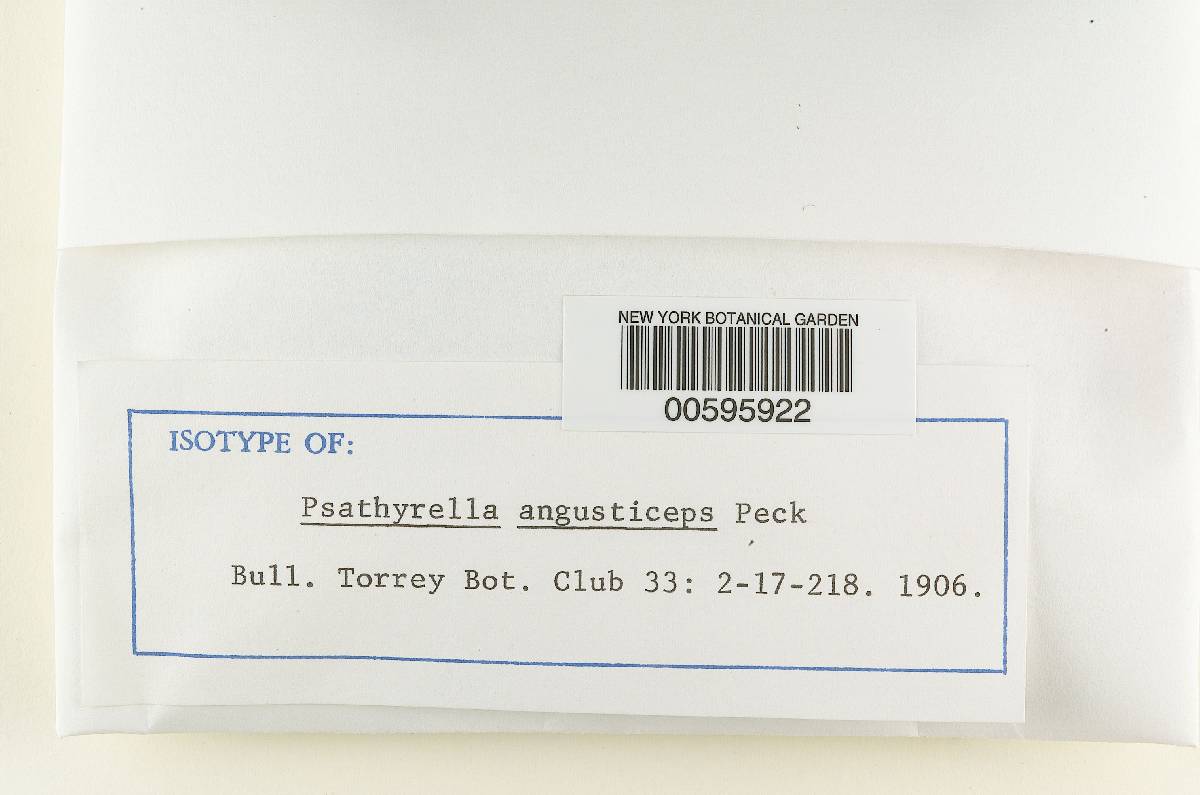 NEW YORK BOTANICAL GARDEN
00595922
ISOTYPE OF:
Psathyrella angusticeps Peck
Bull. Torrey Bot. Club 33: 2-17-218. 1906.